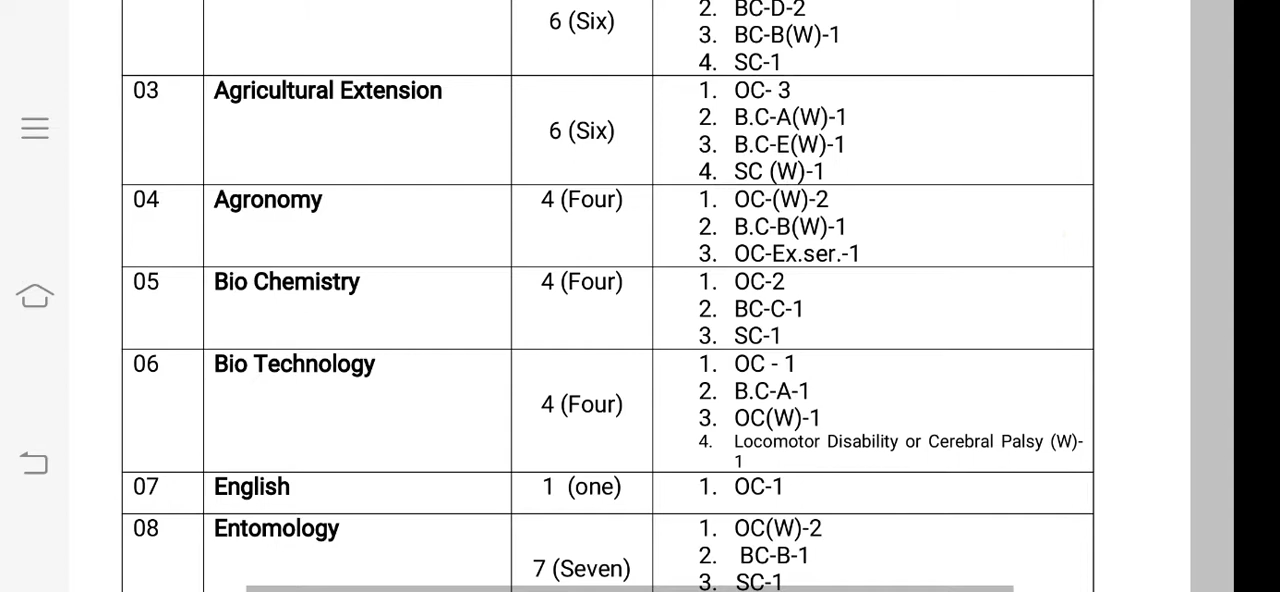 2. BC-D-2
6 (Six)
3. BC-B(W)-1
4. SC-1
03 Agricultural Extension
6 (Six)
1. OC- 3
2. B.C-A(W)-1
3. B.C-E(W)-1
4. SC (W)-1
04 Agronomy 4 (Four)
1. OC-(W)-2
2. B.C-B(W)-1
3. OC-Ex.ser.-1
05 Bio Chemistry 4 (Four)
1. OC-2
2. BC-C-1
3. SC-1
06 Bio Technology
4 (Four)
1. OC - 1
2. B.C-A-1
3. OC(W)-1
4. Locomotor Disability or Cerebral Palsy (W)-
1
07 English 1 (one) 1. OC-1
08 Entomology
7 (Seven)
1. OC(W)-2
2. BC-B-1
3. SC-1